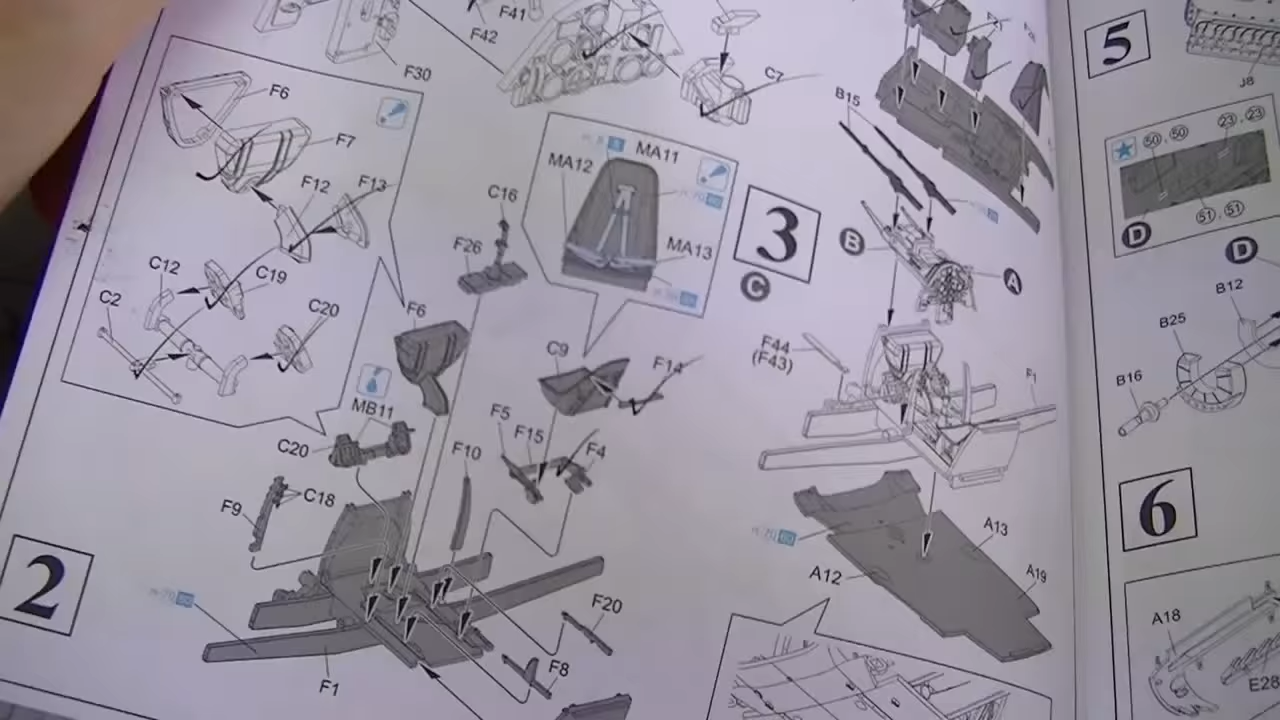 F41
F42
F30
C7
F6
F7
F12
F13
C12
C19
C2
C20
C16
F26
MA12
MA11
MA13
3
C
B15
B
A
F44
(F43)
F1
F6
MB11
C20
C9
F14
F5
F15
F4
F10
F9
C18
2
F1
F20
F8
A12
A13
A19
5
J8
50, 50
23, 23
51, 51
D
D
B12
B25
B16
6
A18
E28